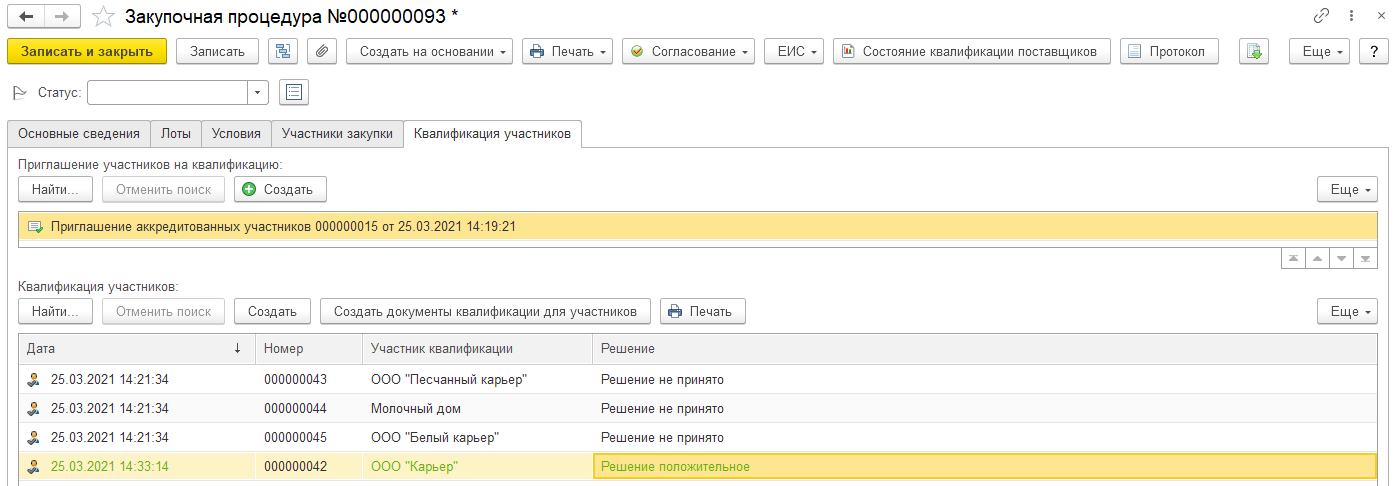 Закупочная процедура №000000093 *
Записать и закрыть Записать Создать на основании Печать Согласование ЕИС Состояние квалификации поставщиков Протокол Еще ?
Статус:
Основные сведения Лоты Условия Участники закупки Квалификация участников
Приглашение участников на квалификацию:
Найти... Отменить поиск Создать Еще
Приглашение аккредитованных участников 000000015 от 25.03.2021 14:19:21
Квалификация участников:
Найти... Отменить поиск Создать Создать документы квалификации для участников Печать Еще
Дата ↓ Номер Участник квалификации Решение
25.03.2021 14:21:34 000000043 ООО "Песчанный карьер" Решение не принято
25.03.2021 14:21:34 000000044 Молочный дом Решение не принято
25.03.2021 14:21:34 000000045 ООО "Белый карьер" Решение не принято
25.03.2021 14:33:14 000000042 ООО "Карьер" Решение положительное